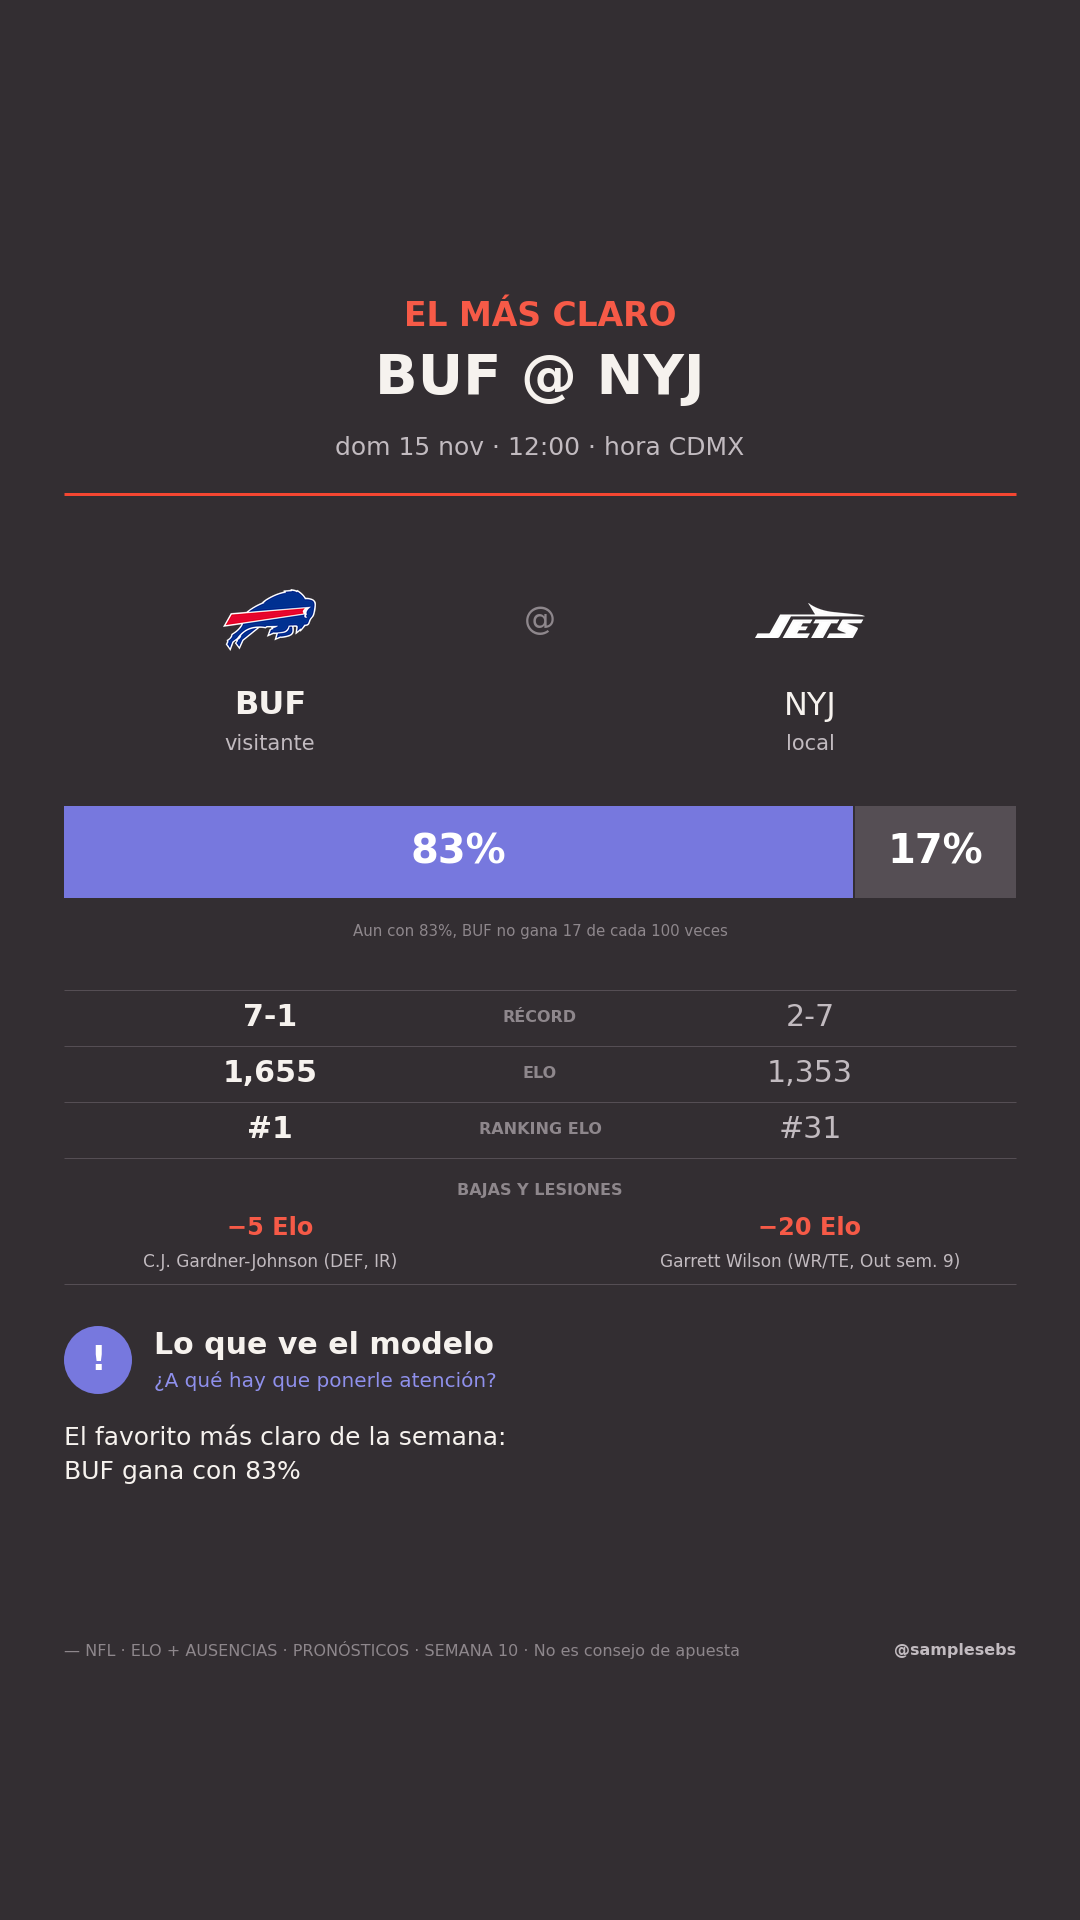 EL MÁS CLARO
BUF @ NYJ
dom 15 nov · 12:00 · hora CDMX
@
JETS
BUF
NYJ
visitante
local
83%
17%
Aun con 83%, BUF no gana 17 de cada 100 veces
7-1 RÉCORD 2-7
1,655 ELO 1,353
#1 RANKING ELO #31
BAJAS Y LESIONES
−5 Elo −20 Elo
C.J. Gardner-Johnson (DEF, IR) Garrett Wilson (WR/TE, Out sem. 9)
! Lo que ve el modelo
¿A qué hay que ponerle atención?
El favorito más claro de la semana:
BUF gana con 83%
— NFL · ELO + AUSENCIAS · PRONÓSTICOS · SEMANA 10 · No es consejo de apuesta @samplesebs